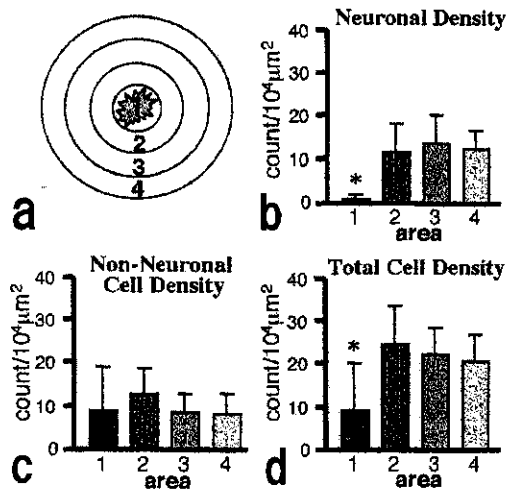 1
2
3
4
a
Neuronal Density
count/10⁴μm²
40
30
20
10
0
*
1 2 3 4
area
b
Non-Neuronal
Cell Density
count/10⁴μm²
40
30
20
10
1 2 3 4
area
c
Total Cell Density
count/10⁴μm²
40
30
20
10
0
*
1 2 3 4
area
d